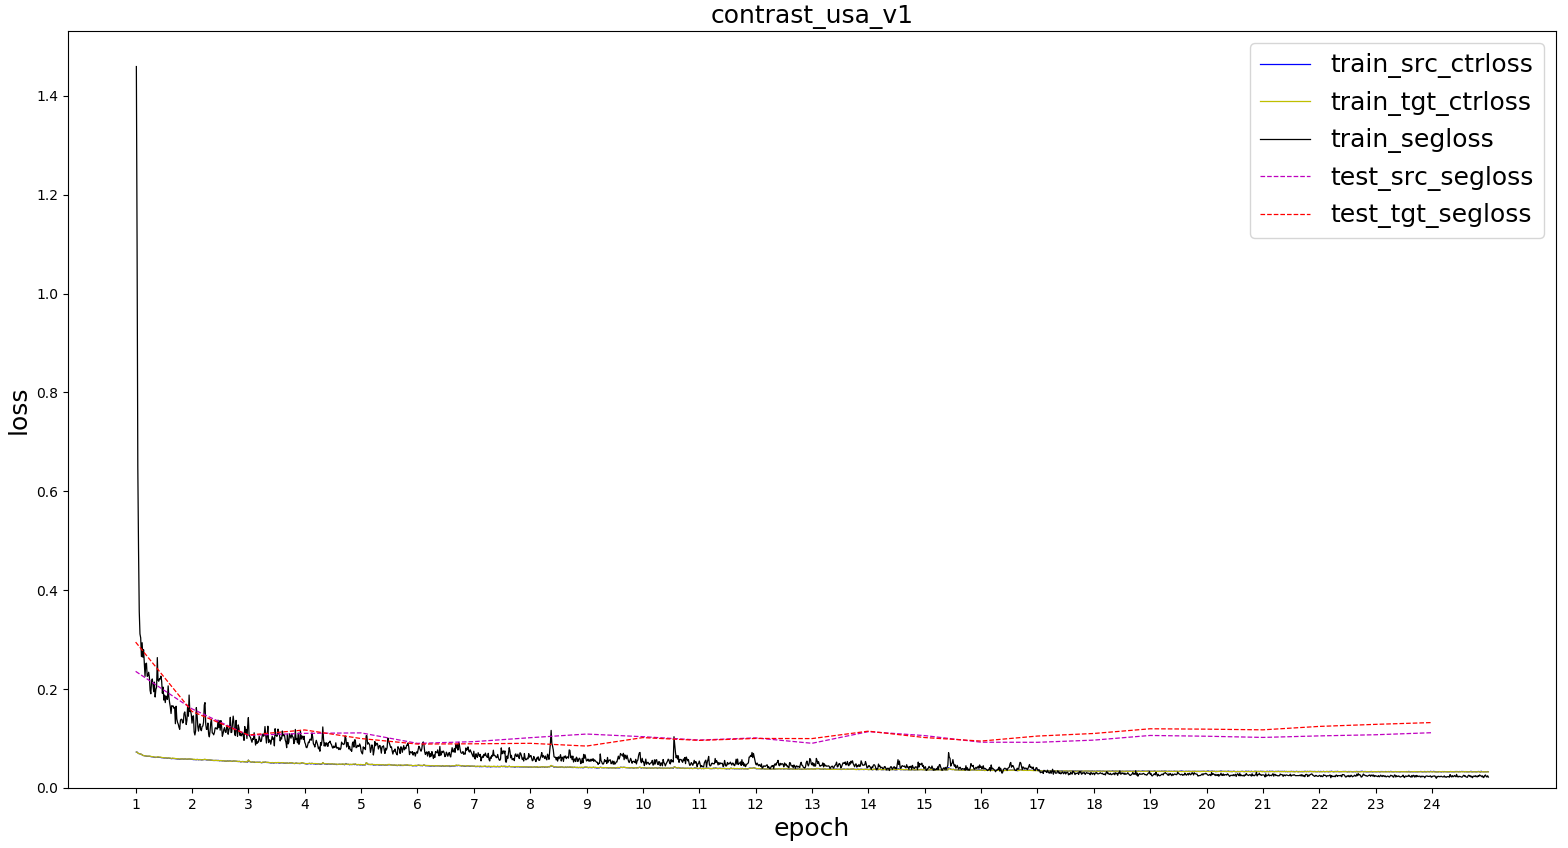 contrast_usa_v1
train_src_ctrloss
train_tgt_ctrloss
train_segloss
test_src_segloss
test_tgt_segloss
loss
1.4
1.2
1.0
0.8
0.6
0.4
0.2
0.0
1 2 3 4 5 6 7 8 9 10 11 12 13 14 15 16 17 18 19 20 21 22 23 24
epoch